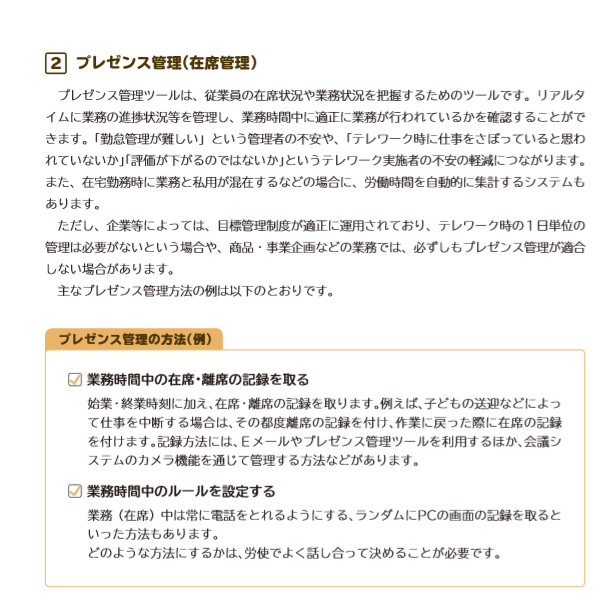 2 プレゼンス管理(在席管理)
プレゼンス管理ツールは、従業員の在席状況や業務状況を把握するためのツールです。リアルタ
イムに業務の進捗状況等を管理し、業務時間中に適正に業務が行われているかを確認することがで
きます。「勤怠管理が難しい」という管理者の不安や、「テレワーク時に仕事をさぼっていると思わ
れていないか」「評価が下がるのではないか」というテレワーク実施者の不安の軽減につながります。
また、在宅勤務時に業務と私用が混在するなどの場合に、労働時間を自動的に集計するシステムも
あります。
ただし、企業等によっては、目標管理制度が適正に運用されており、テレワーク時の1日単位の
管理は必要がないという場合や、商品・事業企画などの業務では、必ずしもプレゼンス管理が適合
しない場合があります。
主なプレゼンス管理方法の例は以下のとおりです。
プレゼンス管理の方法(例)
業務時間中の在席・離席の記録を取る
始業・終業時刻に加え、在席・離席の記録を取ります。例えば、子どもの送迎などによっ
て仕事を中断する場合は、その都度離席の記録を付け、作業に戻った際に在席の記録
を付けます。記録方法には、Eメールやプレゼンス管理ツールを利用するほか、会議シ
ステムのカメラ機能を通じて管理する方法などがあります。
業務時間中のルールを設定する
業務(在席)中は常に電話をとれるようにする、ランダムにPCの画面の記録を取ると
いった方法もあります。
どのような方法にするかは、労使でよく話し合って決めることが必要です。